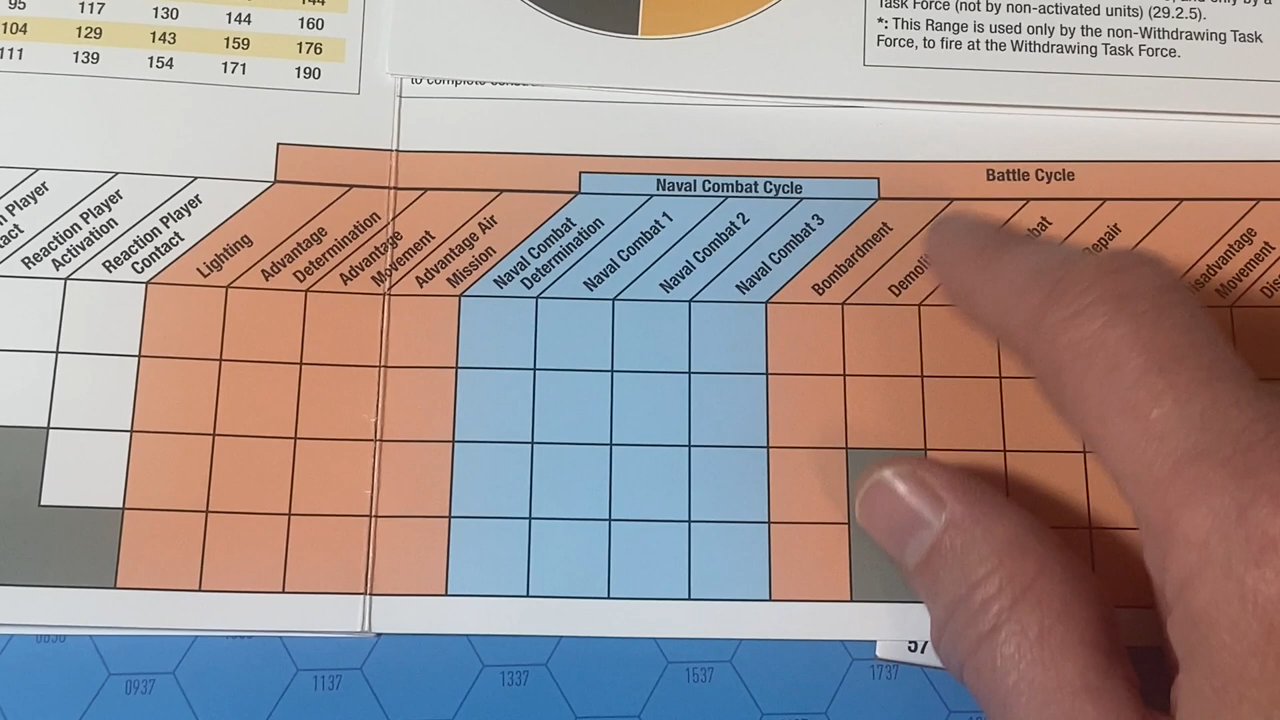 95 117 130 144 160
104 129 143 159 176
111 139 154 171 190
Task Force (not by non-activated units) (29.2.5).
*: This Range is used only by the non-Withdrawing Task
Force, to fire at the Withdrawing Task Force.
Battle Cycle
Naval Combat Cycle
Player
Reaction Player
Activation
Reaction Player
Contact
Lighting
Advantage
Determination
Advantage
Movement
Advantage Air
Mission
Naval Combat
Determination
Naval Combat 1
Naval Combat 2
Naval Combat 3
Bombardment
Repair
Movement
57
0937
1137
1337
1537
1737